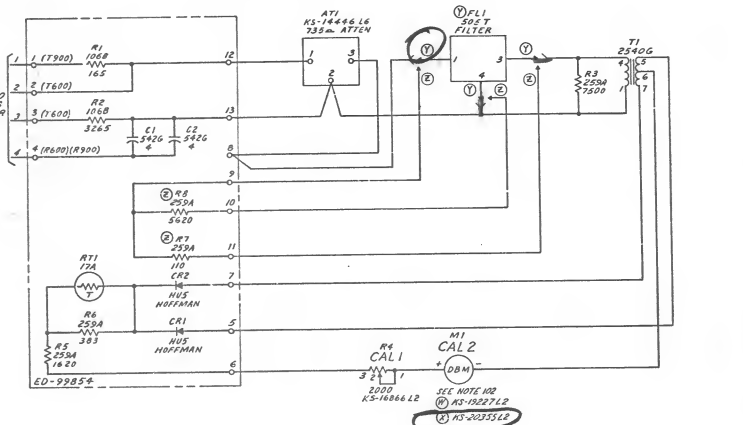 AT1
KS-14446 L6
735Ω ATTEN
1 3
2
Y FL1
50ET
FILTER
1 3
4
Y
Z
Y
Z
Y
Z
T1
2540G
4 5
6
1 7
R3
259A
7500
1 1 (T900)
R1
106B
165
12
2 2 (T600)
3 3 (T600)
R2
106B
3265
13
C1
542G
4
C2
542G
4
4 4 (R600)(R900)
8
9
Z R8
259A
5620
10
Z R7
259A
110
11
RT1
17A
T
CR2
HU5
HOFFMAN
7
R6
259A
383
CR1
HU5
HOFFMAN
5
R5
259A
1620
6
ED-99854
R4
CAL 1
3 2 1
2000
KS-16866 L2
M1
CAL 2
+ DBM -
SEE NOTE 102
W KS-19227 L2
X KS-20355 L2